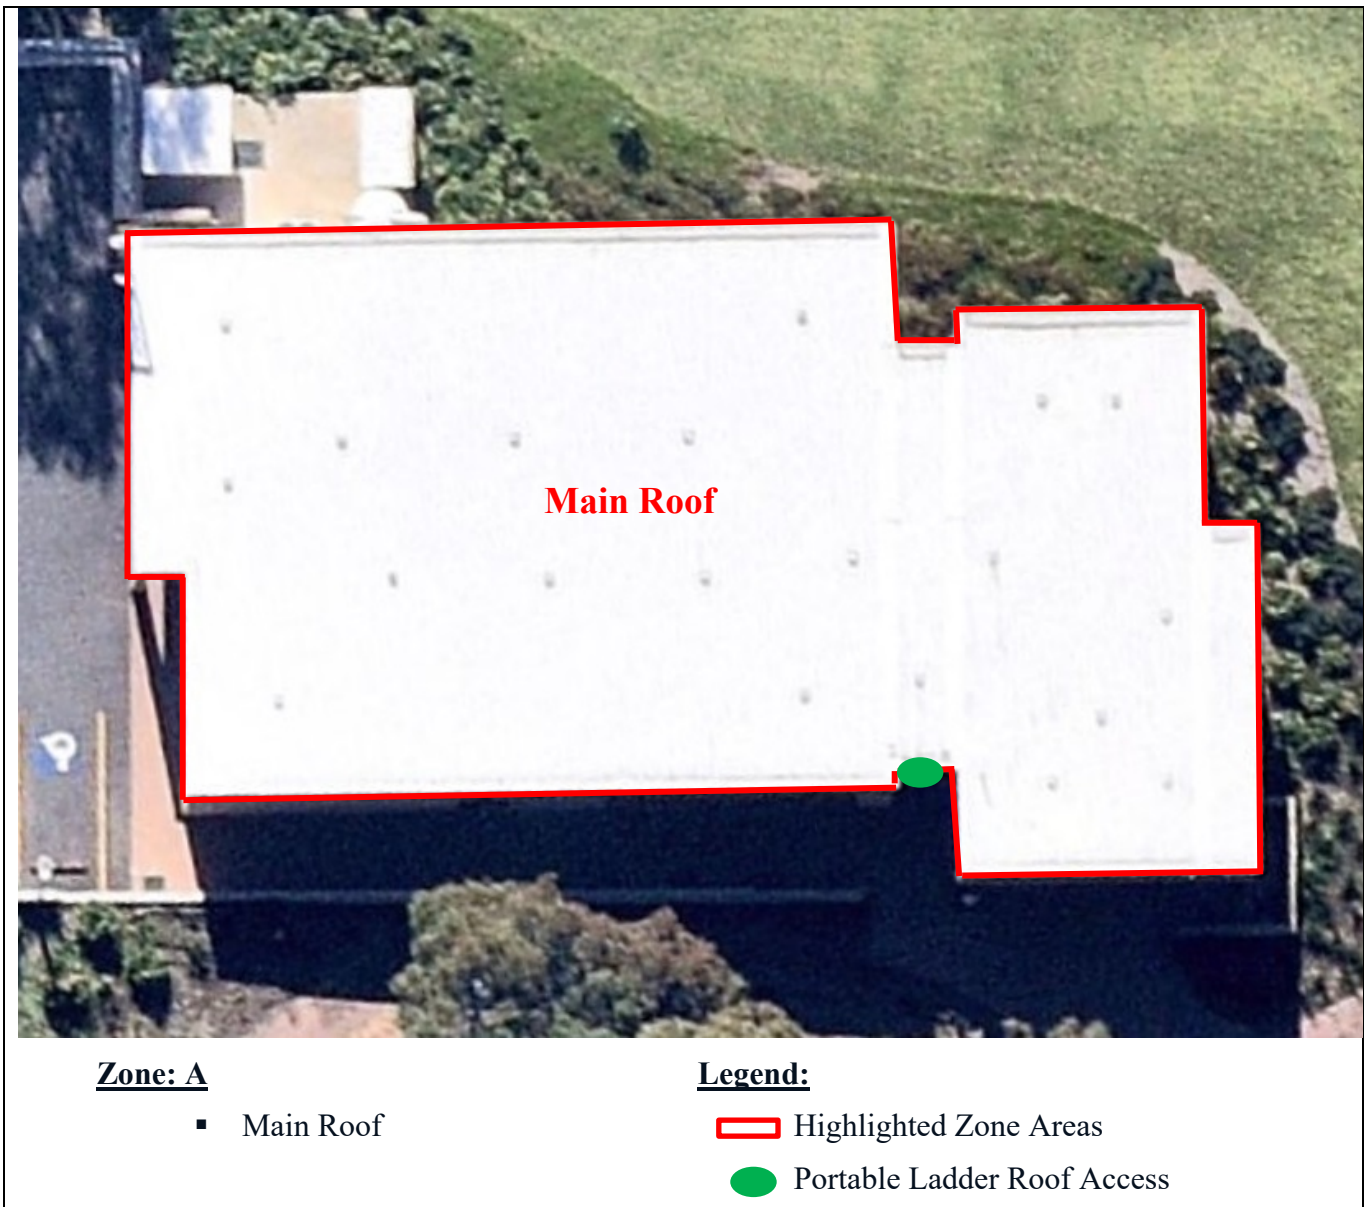 Main Roof
Zone: A
▪ Main Roof
Legend:
Highlighted Zone Areas
Portable Ladder Roof Access